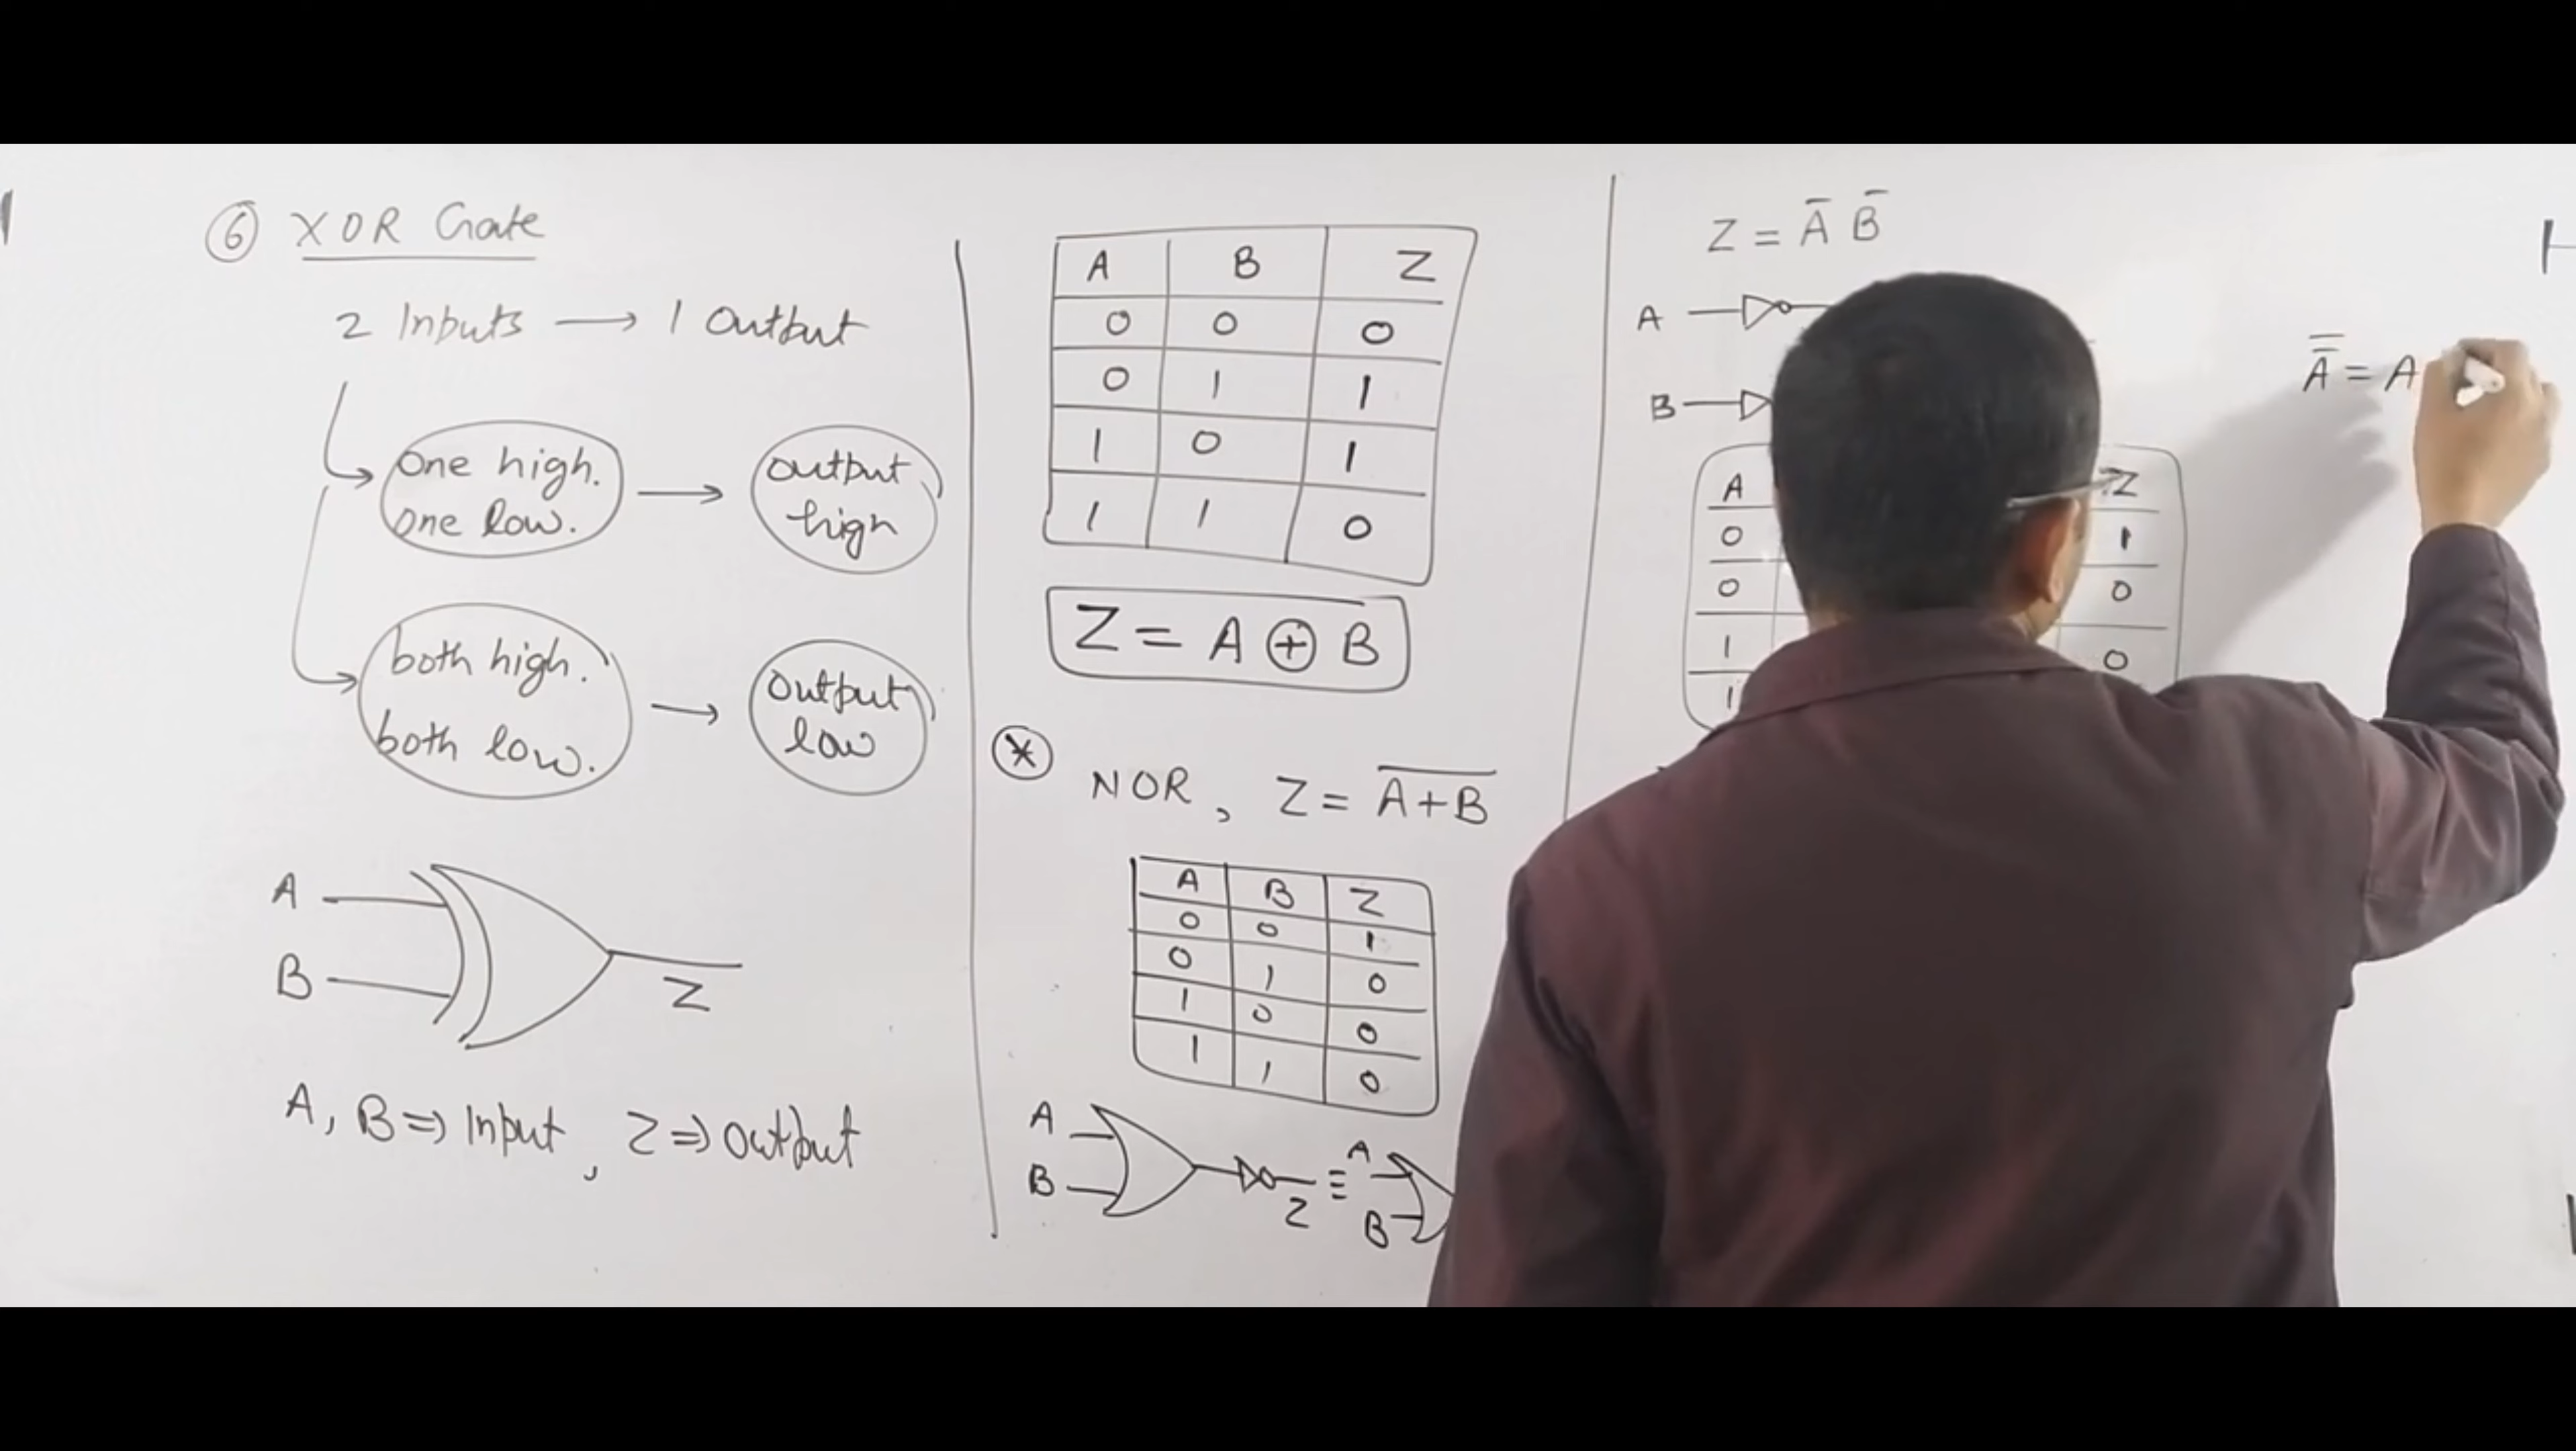 ⑥ XOR Gate
2 Inputs ⟶ 1 Output
One high.
one low.
⟶
output
high
both high.
both low.
⟶
output
low
A
B
Z
A, B ⇒ Input, Z ⇒ Output
A B Z
0 0 0
0 1 1
1 0 1
1 1 0
Z = A ⊕ B
* NOR, Z = \overline{A+B}
A B Z
0 0 1
0 1 0
1 0 0
1 1 0
A
B
Z
≡
A
B
Z = A̅ B̅
A
B
A Z
0 1
0 0
1 0
1
A̿ = A